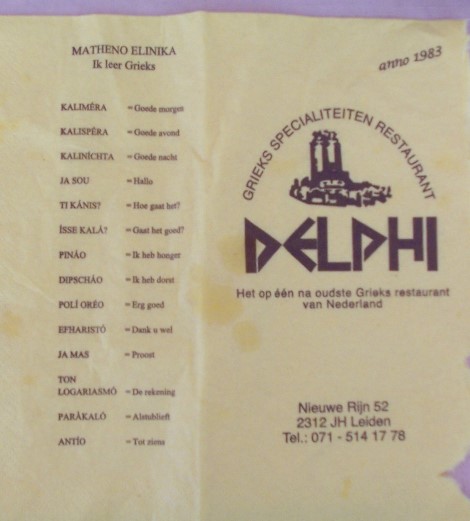 MATHENO ELINIKA
Ik leer Grieks
KALIMÉRA = Goede morgen
KALISPÉRA = Goede avond
KALINÍCHTA = Goede nacht
JA SOU = Hallo
TI KÁNIS? = Hoe gaat het?
ÍSSE KALÁ? = Gaat het goed?
PINÁO = Ik heb honger
DIPSCHÁO = Ik heb dorst
POLÍ ORÉO = Erg goed
EFHARISTÓ = Dank u wel
JA MAS = Proost
TON
LOGARIASMÓ = De rekening
PARÀKALÓ = Alstublieft
ANTÍO = Tot ziens
anno 1983
GRIEKS SPECIALITEITEN RESTAURANT
DELPHI
Het op één na oudste Grieks restaurant
van Nederland
Nieuwe Rijn 52
2312 JH Leiden
Tel.: 071 - 514 17 78